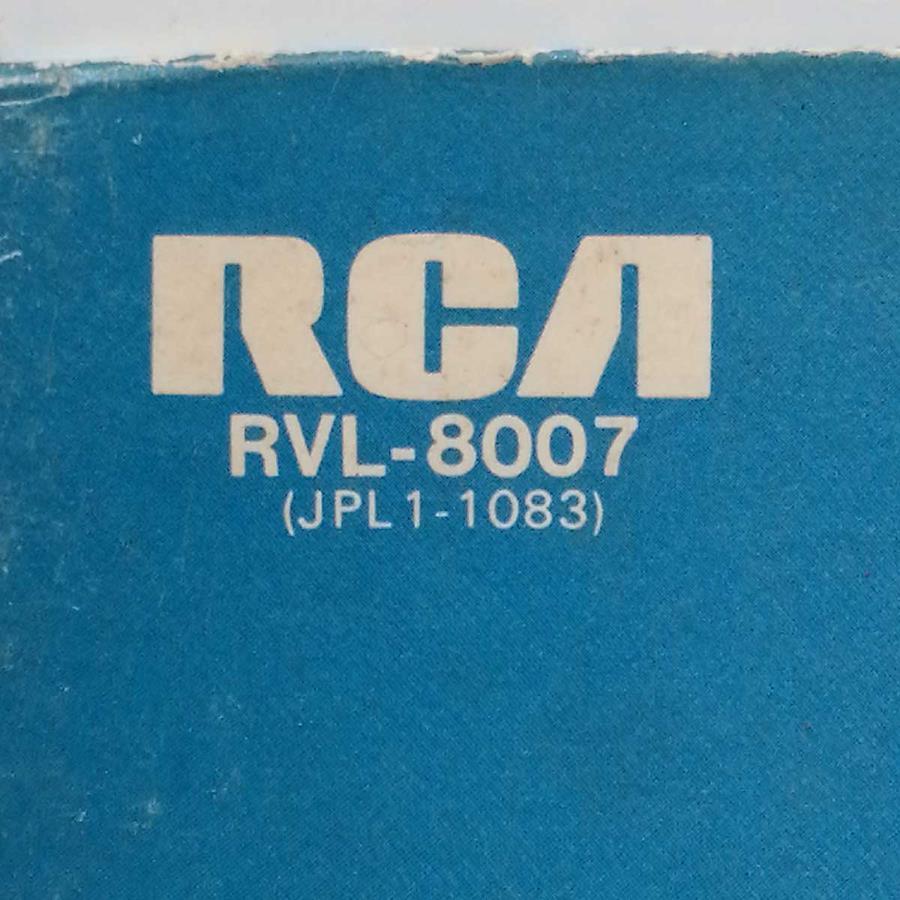 RCA
RVL-8007
(JPL1-1083)